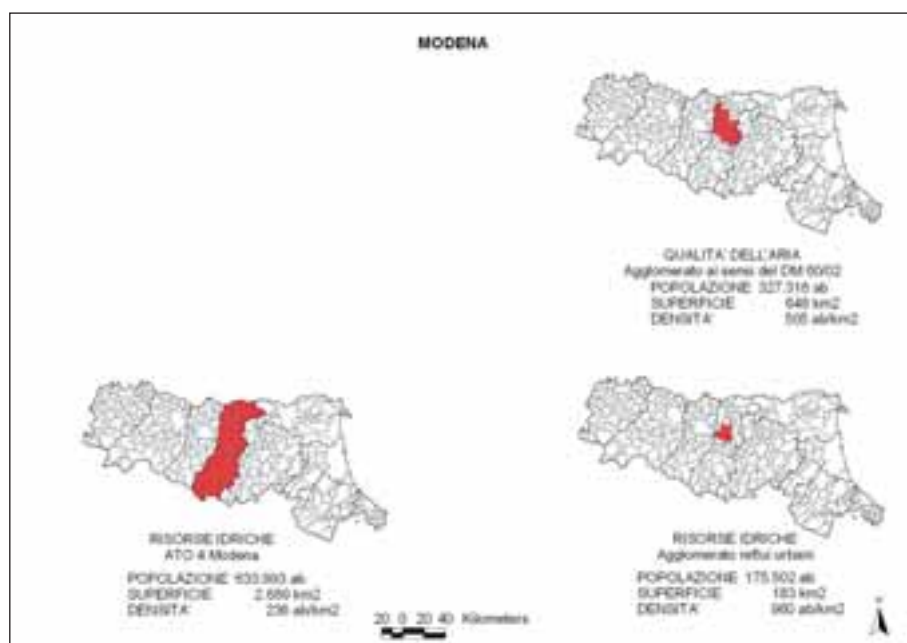 MODENA
QUALITA' DELL'ARIA
Agglomerato ai sensi del DM 60/02
POPOLAZIONE 327.316 ab
SUPERFICIE 648 km2
DENSITA' 505 ab/km2
RISORSE IDRICHE
ATO 4 Modena
POPOLAZIONE 633.993 ab
SUPERFICIE 2.689 km2
DENSITA' 236 ab/km2
20 0 20 40 Kilometers
RISORSE IDRICHE
Agglomerato reflui urbani
POPOLAZIONE 175.502 ab
SUPERFICIE 183 km2
DENSITA' 960 ab/km2